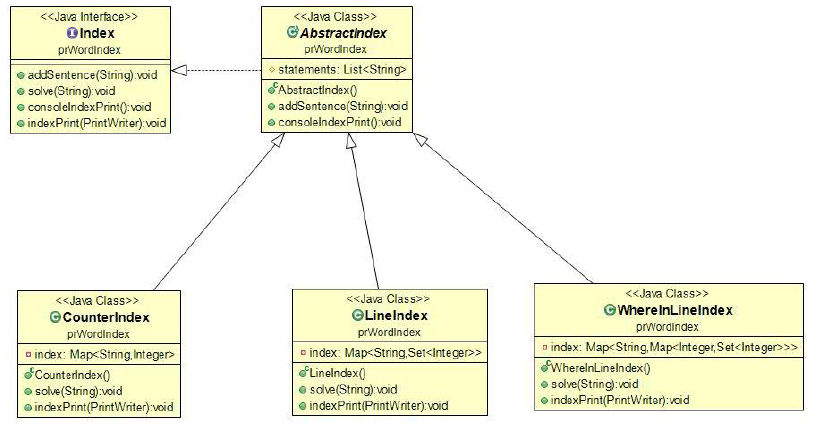 <<Java Interface>>
Index
prWordIndex
addSentence(String):void
solve(String):void
consoleIndexPrint():void
indexPrint(PrintWriter):void
<<Java Class>>
AbstractIndex
prWordIndex
statements: List<String>
AbstractIndex()
addSentence(String):void
consoleIndexPrint():void
<<Java Class>>
CounterIndex
prWordIndex
index: Map<String,Integer>
CounterIndex()
solve(String):void
indexPrint(PrintWriter):void
<<Java Class>>
LineIndex
prWordIndex
index: Map<String,Set<Integer>>
LineIndex()
solve(String):void
indexPrint(PrintWriter):void
<<Java Class>>
WhereInLineIndex
prWordIndex
index: Map<String,Map<Integer,Set<Integer>>>
WhereInLineIndex()
solve(String):void
indexPrint(PrintWriter):void